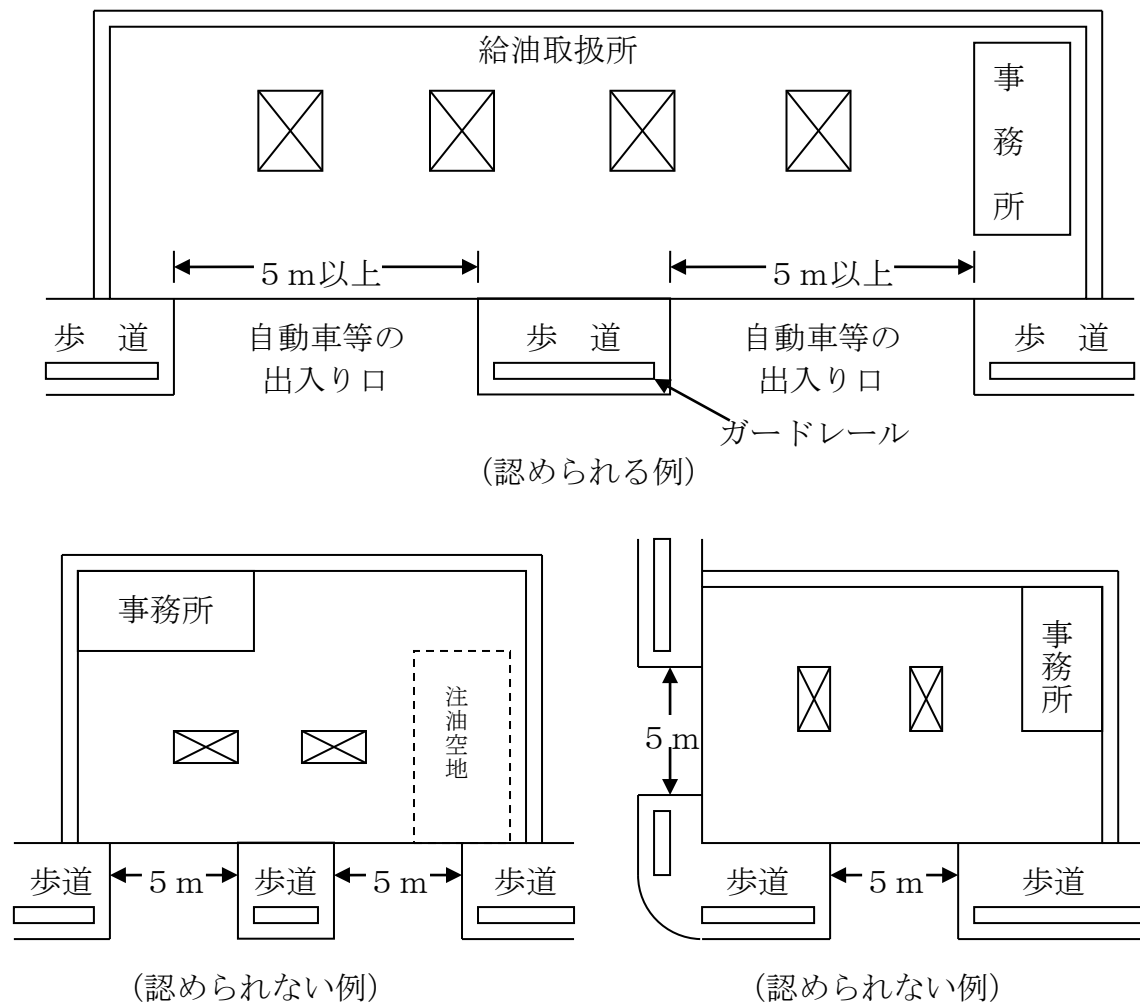 給油取扱所
事務所
５ｍ以上
５ｍ以上
歩　道
自動車等の
出入り口
歩　道
自動車等の
出入り口
歩　道
ガードレール
（認められる例）
事務所
注油空地
歩道
５ｍ
歩道
５ｍ
歩道
（認められない例）
事務所
５ｍ
歩道
５ｍ
歩道
（認められない例）